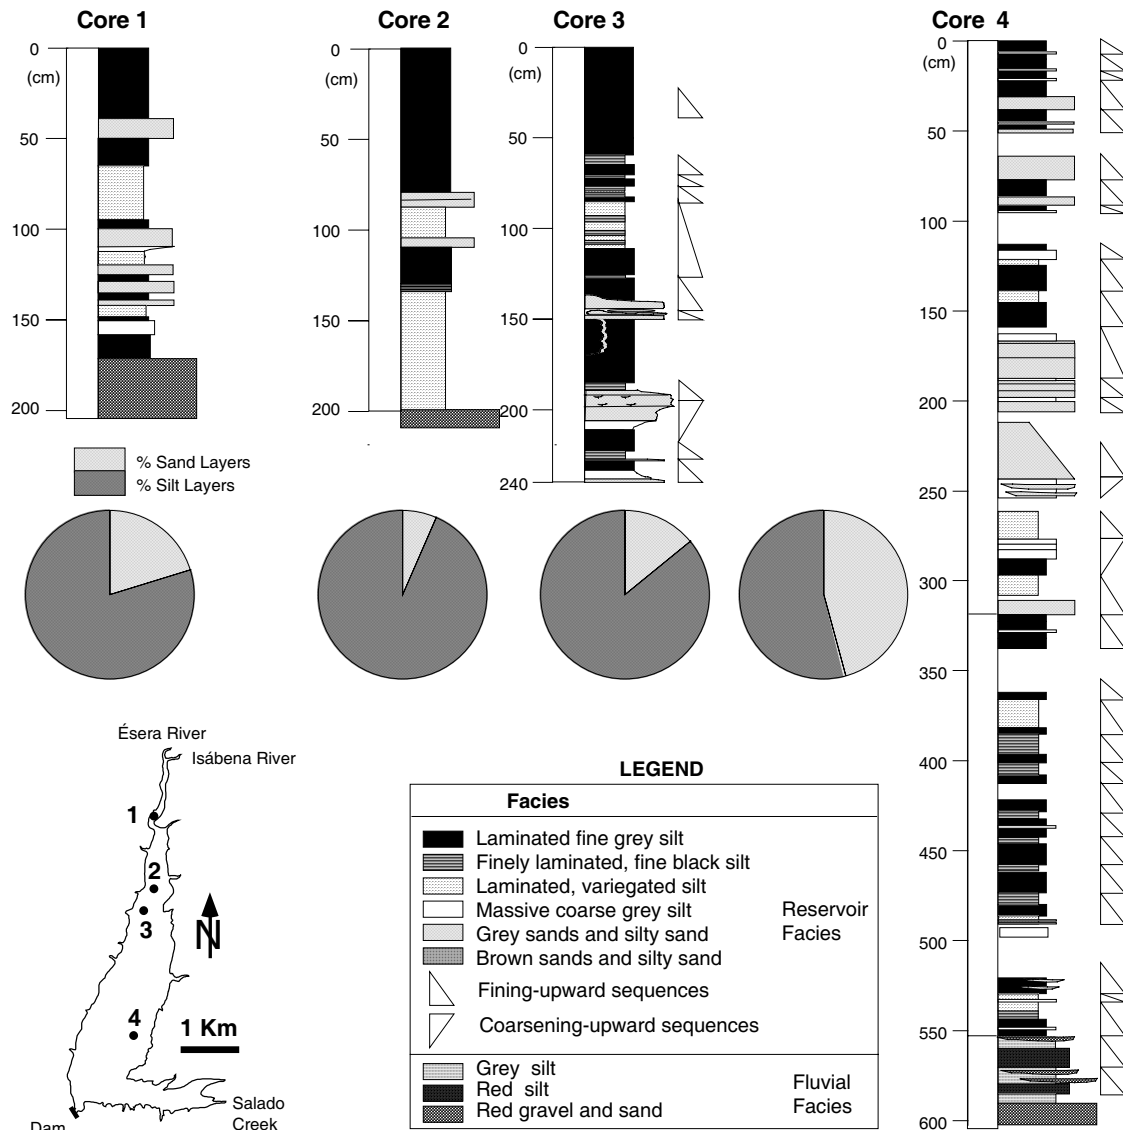 Core 1
Core 2
Core 3
Core 4
0
(cm)
50
100
150
200
0
(cm)
50
100
150
200
0
(cm)
50
100
150
200
240
0
(cm)
50
100
150
200
250
300
350
400
450
500
550
600
% Sand Layers
% Silt Layers
Ésera River
Isábena River
1
2
3
4
N
1 Km
Salado
Creek
Dam
LEGEND
Facies
Laminated fine grey silt
Finely laminated, fine black silt
Laminated, variegated silt
Massive coarse grey silt
Grey sands and silty sand
Brown sands and silty sand
Reservoir
Facies
Fining-upward sequences
Coarsening-upward sequences
Grey silt
Red silt
Red gravel and sand
Fluvial
Facies